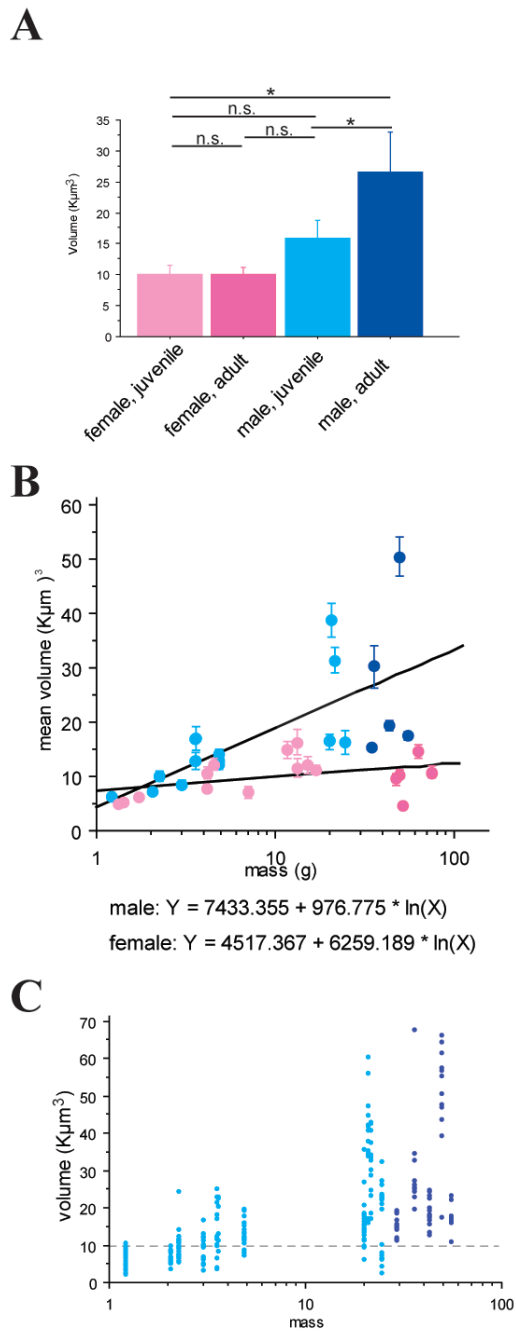 A
*
n.s.
n.s.
n.s.
*
35
30
25
20
15
10
5
0
Volume (Kµm³)
female, juvenile
female, adult
male, juvenile
male, adult
B
60
50
40
30
20
10
0
mean volume (Kµm )³
1
10
100
mass (g)
male: Y = 7433.355 + 976.775 * ln(X)
female: Y = 4517.367 + 6259.189 * ln(X)
C
70
60
50
40
30
20
10
0
volume (Kµm³)
1
10
100
mass